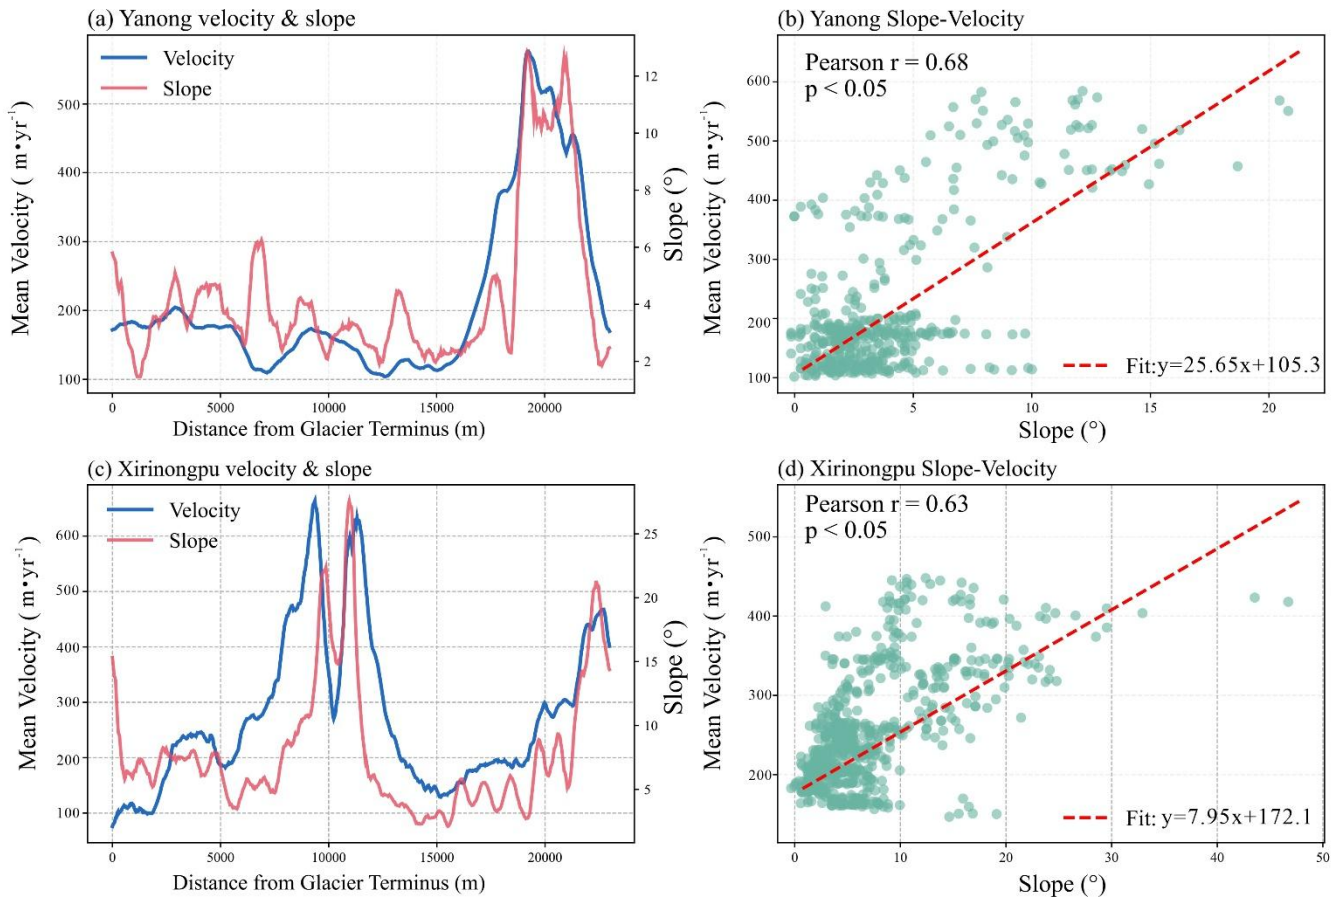 (a) Yanong velocity & slope
Velocity
Slope
500
400
300
200
100
12
10
8
6
4
2
0
5000
10000
15000
20000
Mean Velocity ( m•yr⁻¹)
Slope (°)
Distance from Glacier Terminus (m)
(b) Yanong Slope-Velocity
Pearson r = 0.68
p < 0.05
600
500
400
300
200
100
0
5
10
15
20
Mean Velocity ( m•yr⁻¹)
Fit:y=25.65x+105.3
Slope (°)
(c) Xirinongpu velocity & slope
Velocity
Slope
600
500
400
300
200
100
25
20
15
10
5
0
5000
10000
15000
20000
Mean Velocity ( m•yr⁻¹)
Slope (°)
Distance from Glacier Terminus (m)
(d) Xirinongpu Slope-Velocity
Pearson r = 0.63
p < 0.05
500
400
300
200
0
10
20
30
40
50
Mean Velocity ( m•yr⁻¹)
Fit: y=7.95x+172.1
Slope (°)